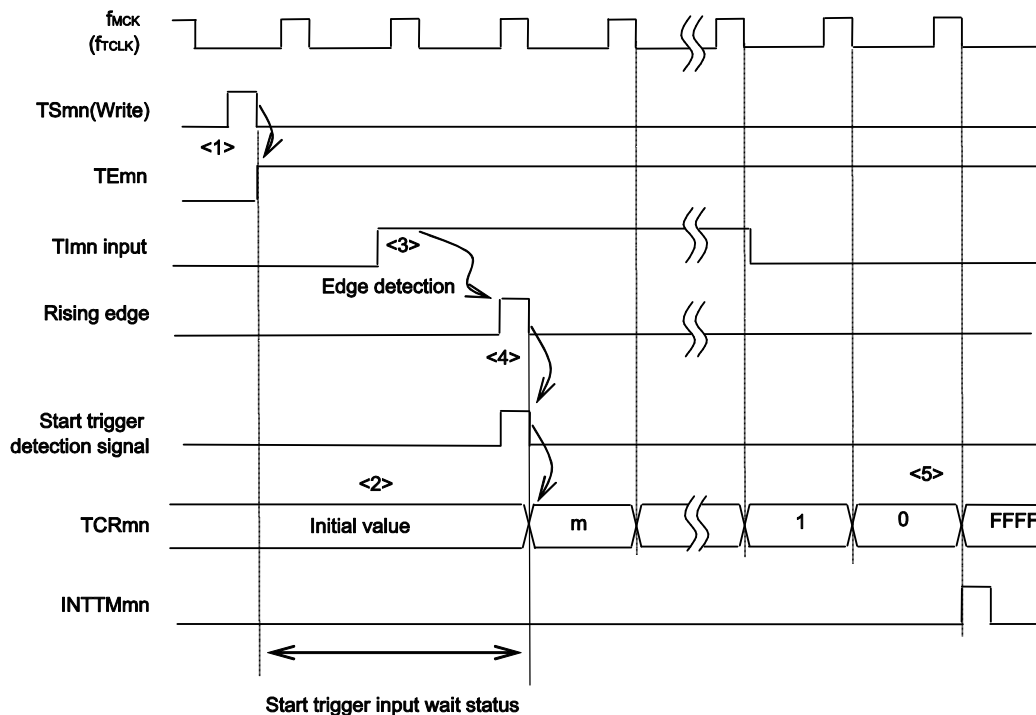 fMCK
(fTCLK)
TSmn(Write)
<1>
TEmn
TImn input
<3>
Edge detection
Rising edge
<4>
Start trigger
detection signal
<2>
<5>
TCRmn
Initial value
m
1
0
FFFF
INTTMmn
Start trigger input wait status